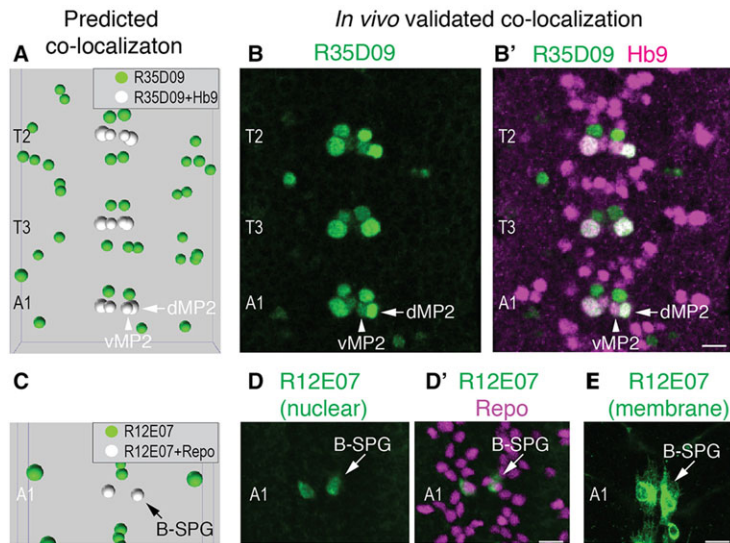 Predicted
co-localizaton
In vivo validated co-localization
A
R35D09
R35D09+Hb9
T2
T3
A1
dMP2
vMP2
B
R35D09
T2
T3
A1
dMP2
vMP2
B'
R35D09 Hb9
T2
T3
A1
dMP2
vMP2
C
R12E07
R12E07+Repo
A1
B-SPG
D
R12E07
(nuclear)
B-SPG
A1
D'
R12E07
Repo
B-SPG
A1
E
R12E07
(membrane)
B-SPG
A1